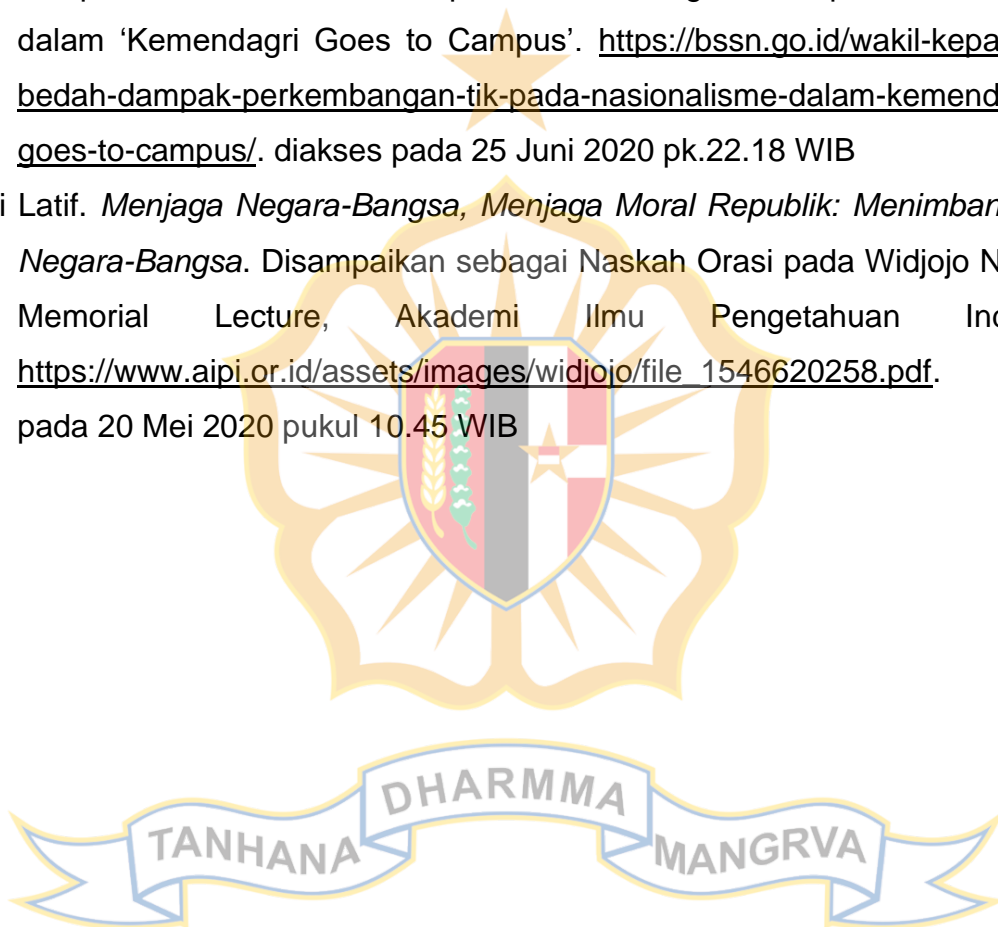 dalam ‘Kemendagri Goes to Campus’. https://bssn.go.id/wakil-kepa
bedah-dampak-perkembangan-tik-pada-nasionalisme-dalam-kemend
goes-to-campus/. diakses pada 25 Juni 2020 pk.22.18 WIB
i Latif. Menjaga Negara-Bangsa, Menjaga Moral Republik: Menimban
Negara-Bangsa. Disampaikan sebagai Naskah Orasi pada Widjojo N
Memorial Lecture, Akademi Ilmu Pengetahuan Ind
https://www.aipi.or.id/assets/images/widjojo/file_1546620258.pdf.
pada 20 Mei 2020 pukul 10.45 WIB
TANHANA DHARMMA MANGRVA